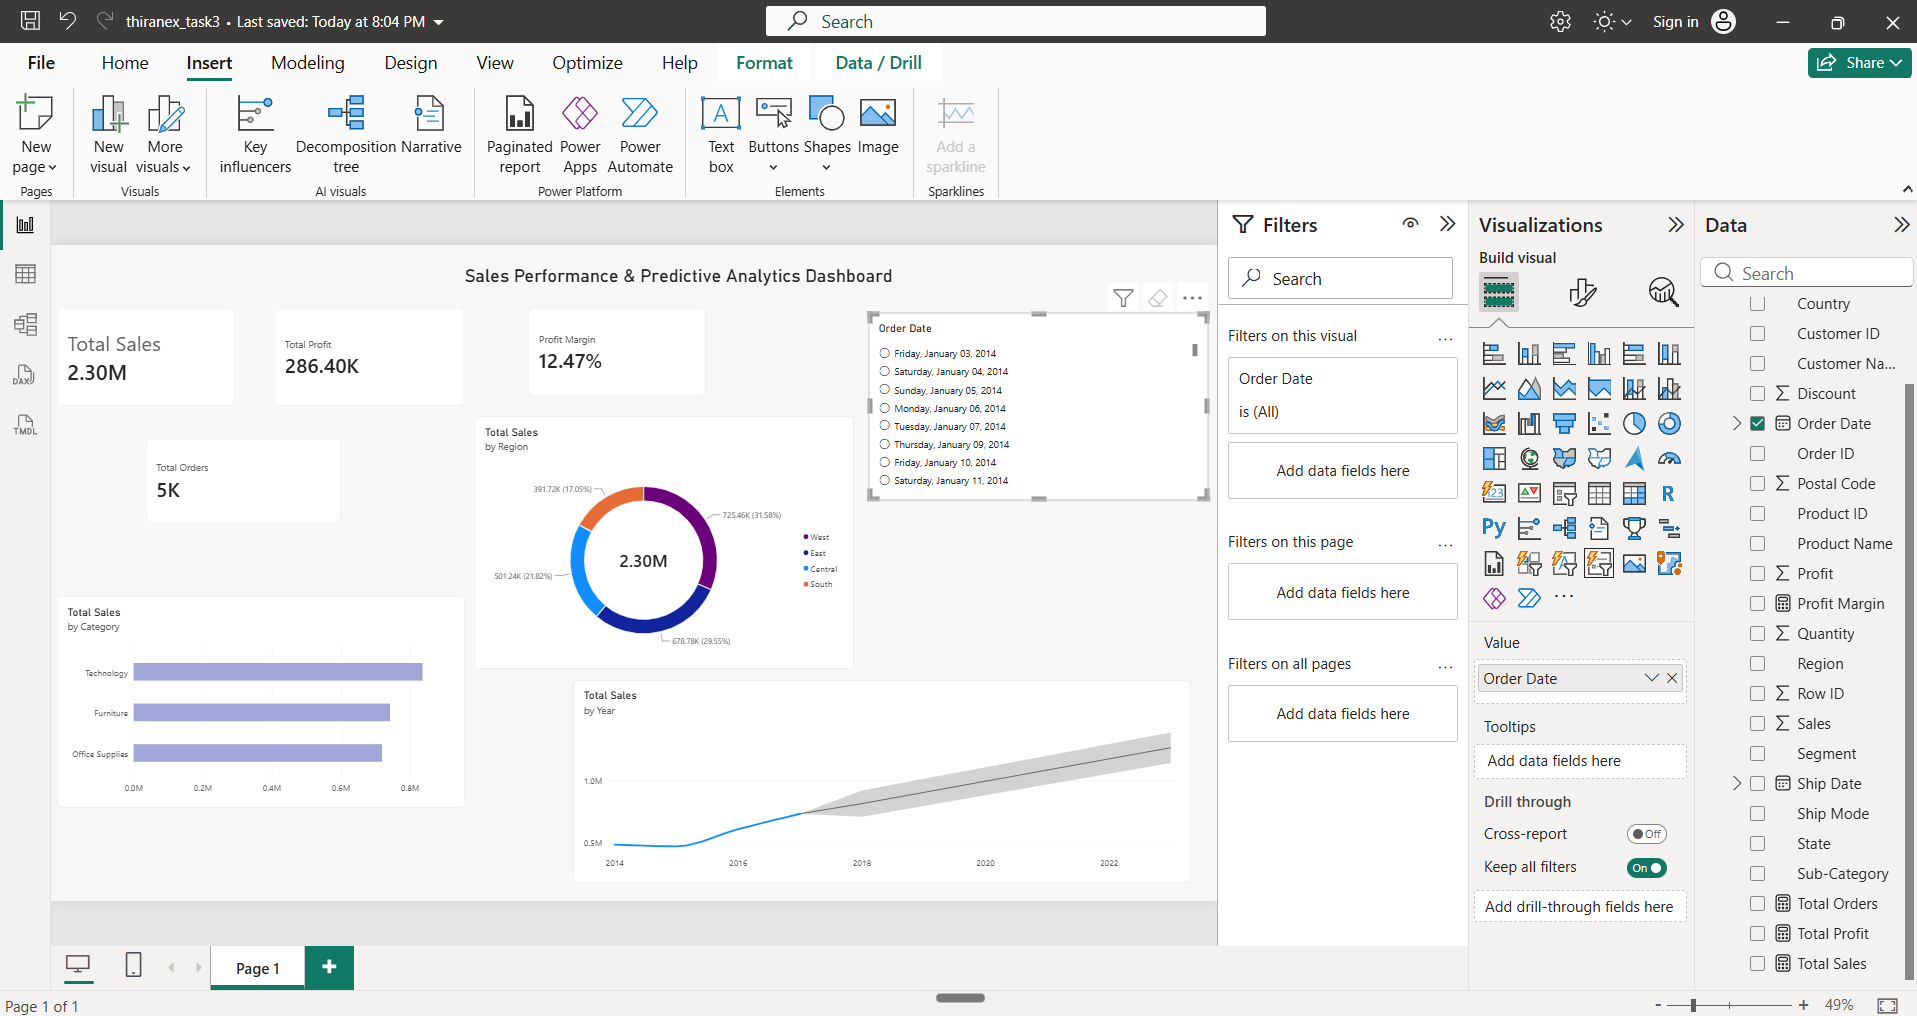 thiranex_task3 • Last saved: Today at 8:04 PM
Search
Sign in
File
Home
Insert
Modeling
Design
View
Optimize
Help
Format
Data / Drill
Share
New page
New visual
More visuals
Key influencers
Decomposition tree
Narrative
Paginated report
Power Apps
Power Automate
Text box
A
Buttons
Shapes
Image
Add a sparkline
Pages
Visuals
AI visuals
Power Platform
Elements
Sparklines
DAX
TMDL
Sales Performance & Predictive Analytics Dashboard
Total Sales
2.30M
Total Profit
286.40K
Profit Margin
12.47%
Order Date
Friday, January 03, 2014
Saturday, January 04, 2014
Sunday, January 05, 2014
Monday, January 06, 2014
Tuesday, January 07, 2014
Thursday, January 09, 2014
Friday, January 10, 2014
Saturday, January 11, 2014
Total Orders
5K
Total Sales
by Region
391.72K (17.05%)
725.46K (31.58%)
501.24K (21.82%)
678.78K (29.55%)
2.30M
West
East
Central
South
Total Sales
by Category
Technology
Furniture
Office Supplies
0.0M 0.2M 0.4M 0.6M 0.8M
Total Sales
by Year
1.0M
0.5M
2014 2016 2018 2020 2022
Filters
Search
Filters on this visual
Order Date
is (All)
Add data fields here
Filters on this page
Add data fields here
Filters on all pages
Add data fields here
Visualizations
Build visual
123
R
Py
Value
Order Date
Tooltips
Add data fields here
Drill through
Cross-report
Off
Keep all filters
On
Add drill-through fields here
Data
Search
Country
Customer ID
Customer Na...
Discount
Order Date
Order ID
Postal Code
Product ID
Product Name
Profit
Profit Margin
Quantity
Region
Row ID
Sales
Segment
Ship Date
Ship Mode
State
Sub-Category
Total Orders
Total Profit
Total Sales
Page 1
Page 1 of 1
- + 49%